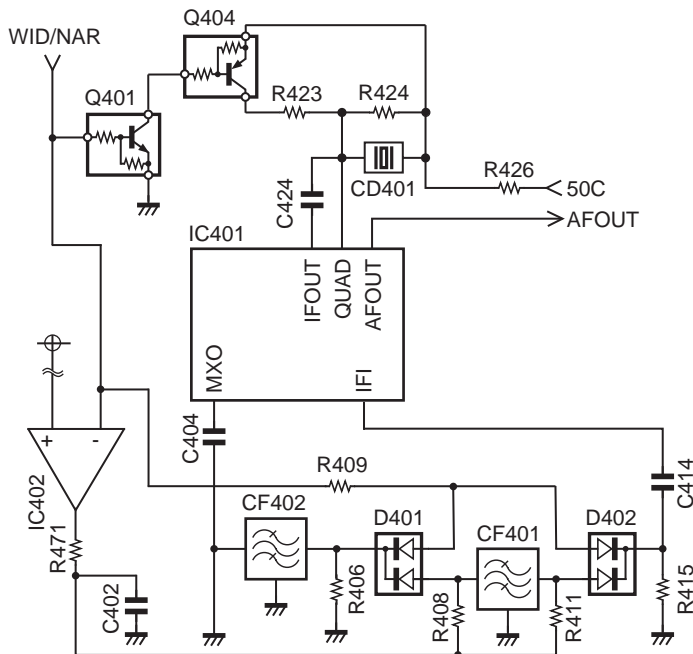 Q404
WID/NAR
Q401
R423
R424
CD401
R426
50C
C424
AFOUT
IC401
IFOUT
QUAD
AFOUT
MXO
IFI
+
-
C404
IC402
R471
R409
C414
CF402
D401
CF401
D402
C402
R406
R408
R411
R415